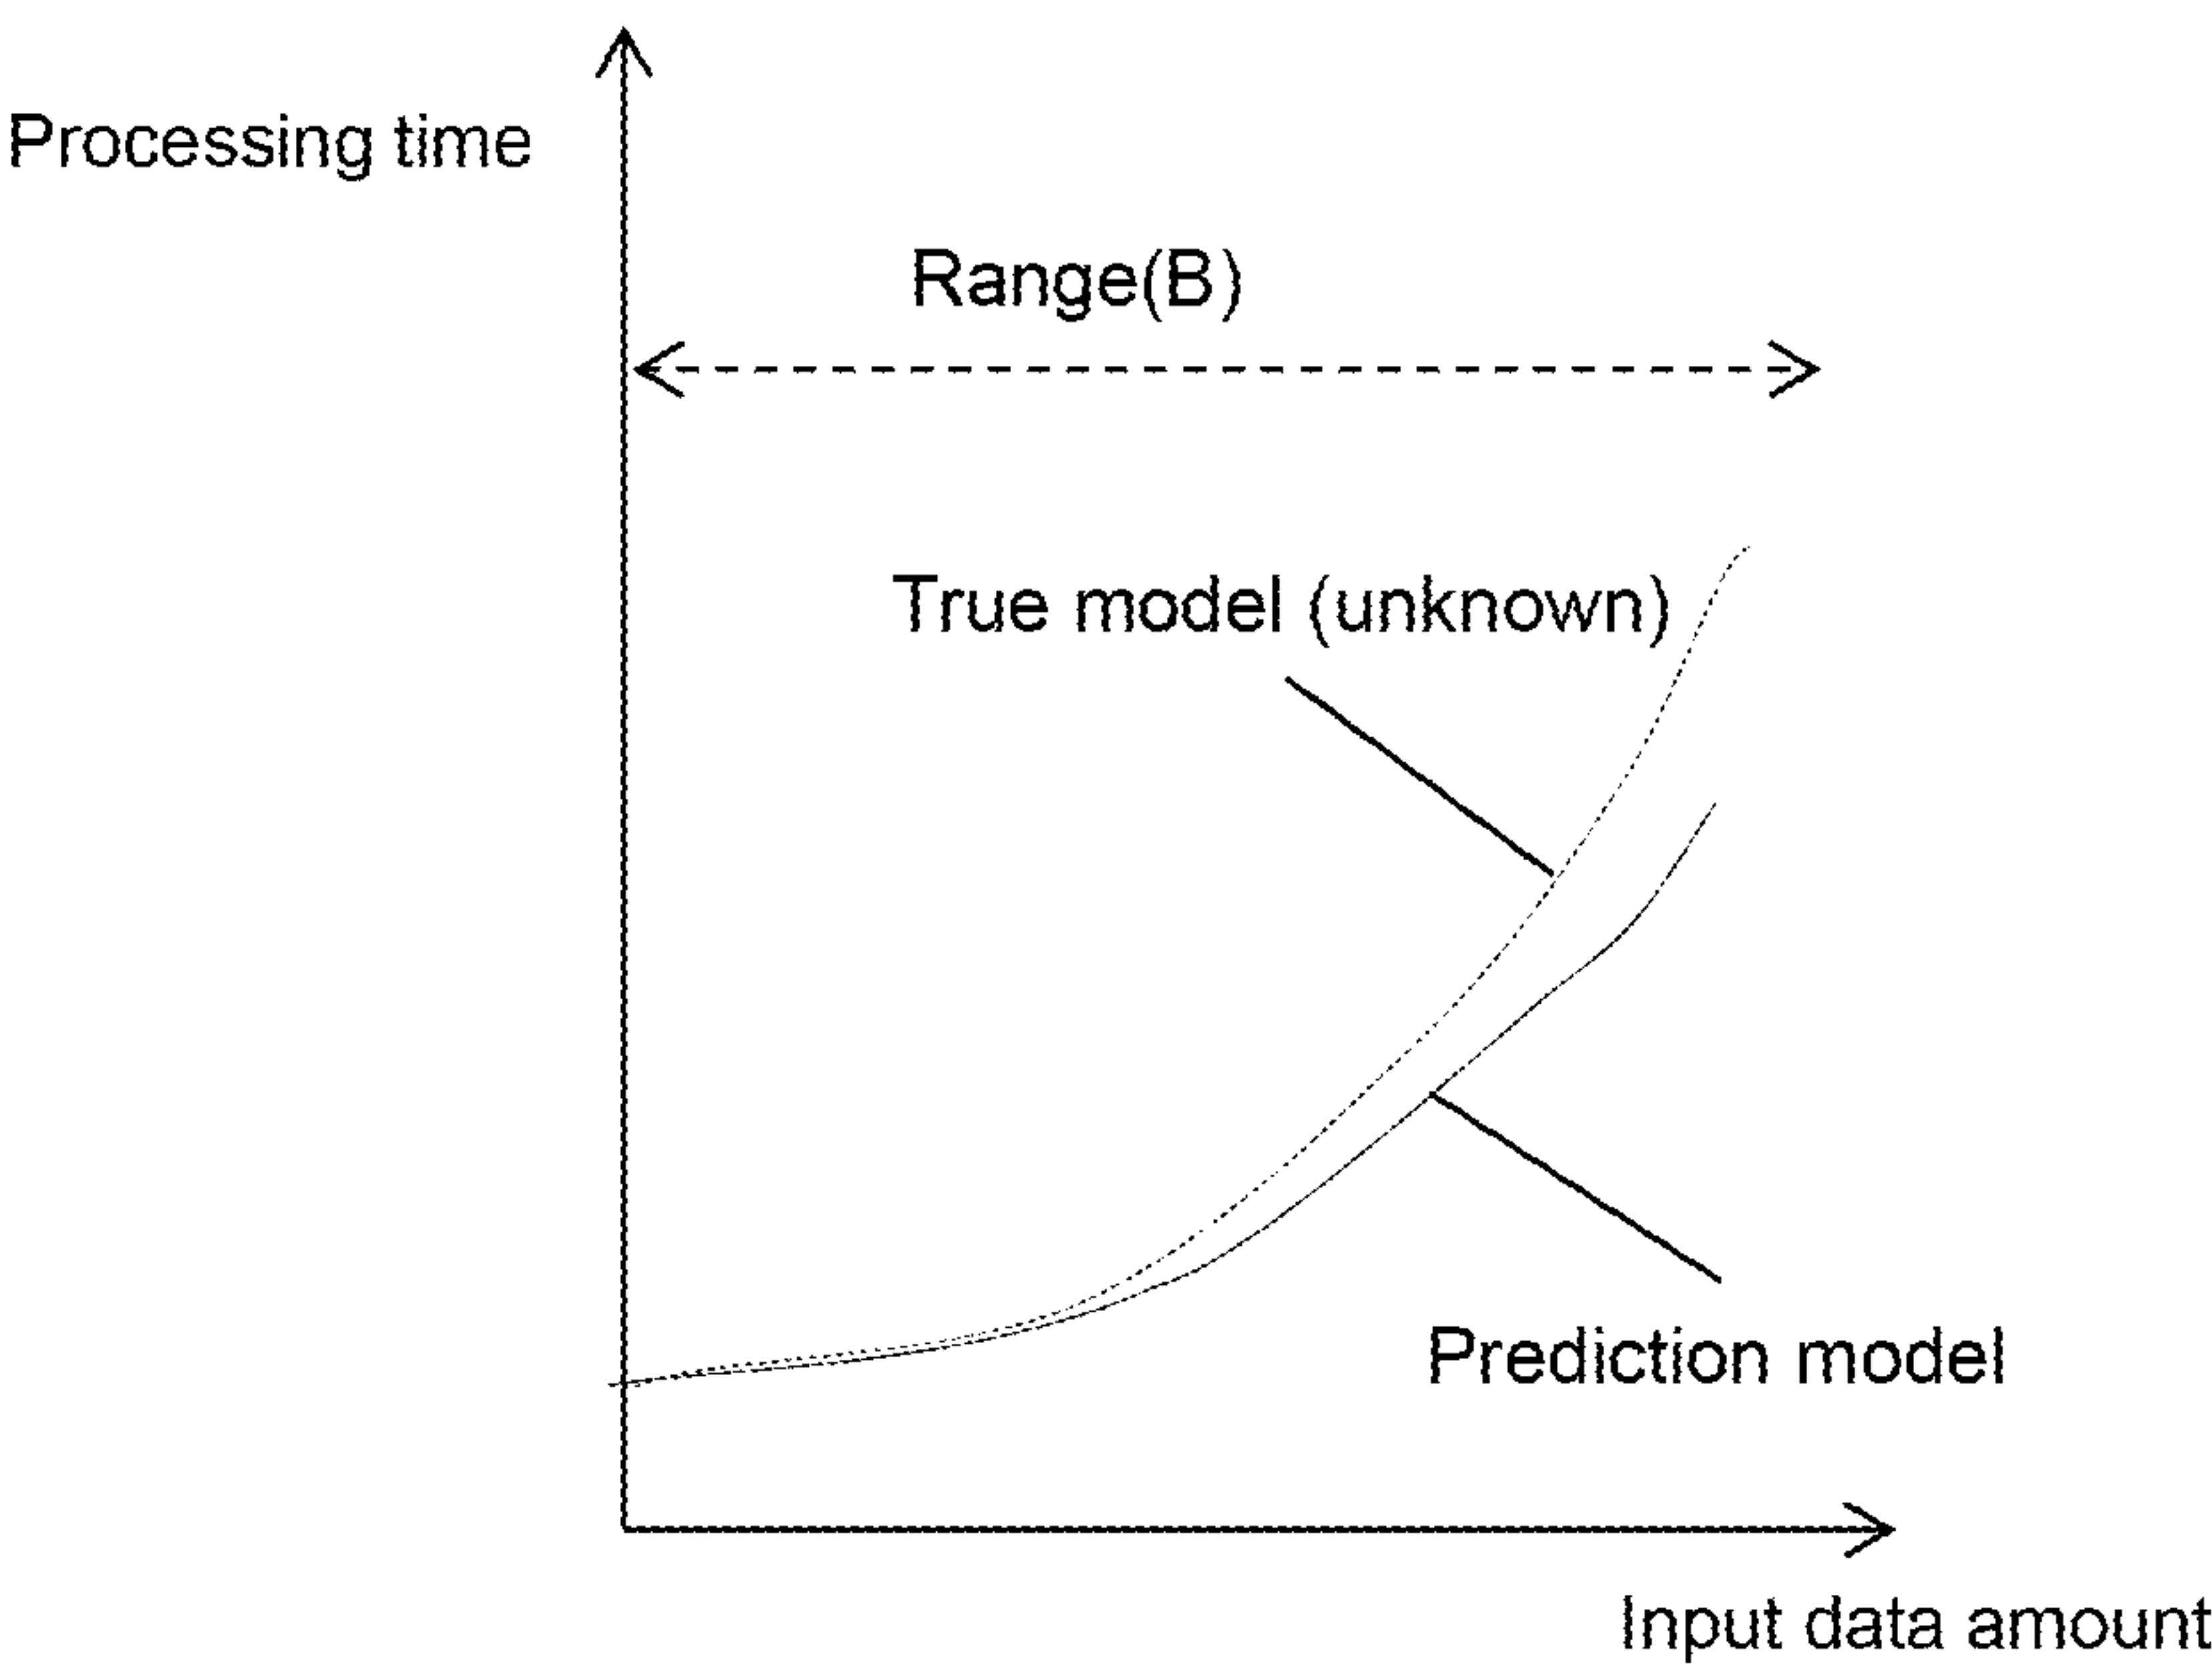 Processing time
Range(B)
True model (unknown)
Prediction model
Input data amount